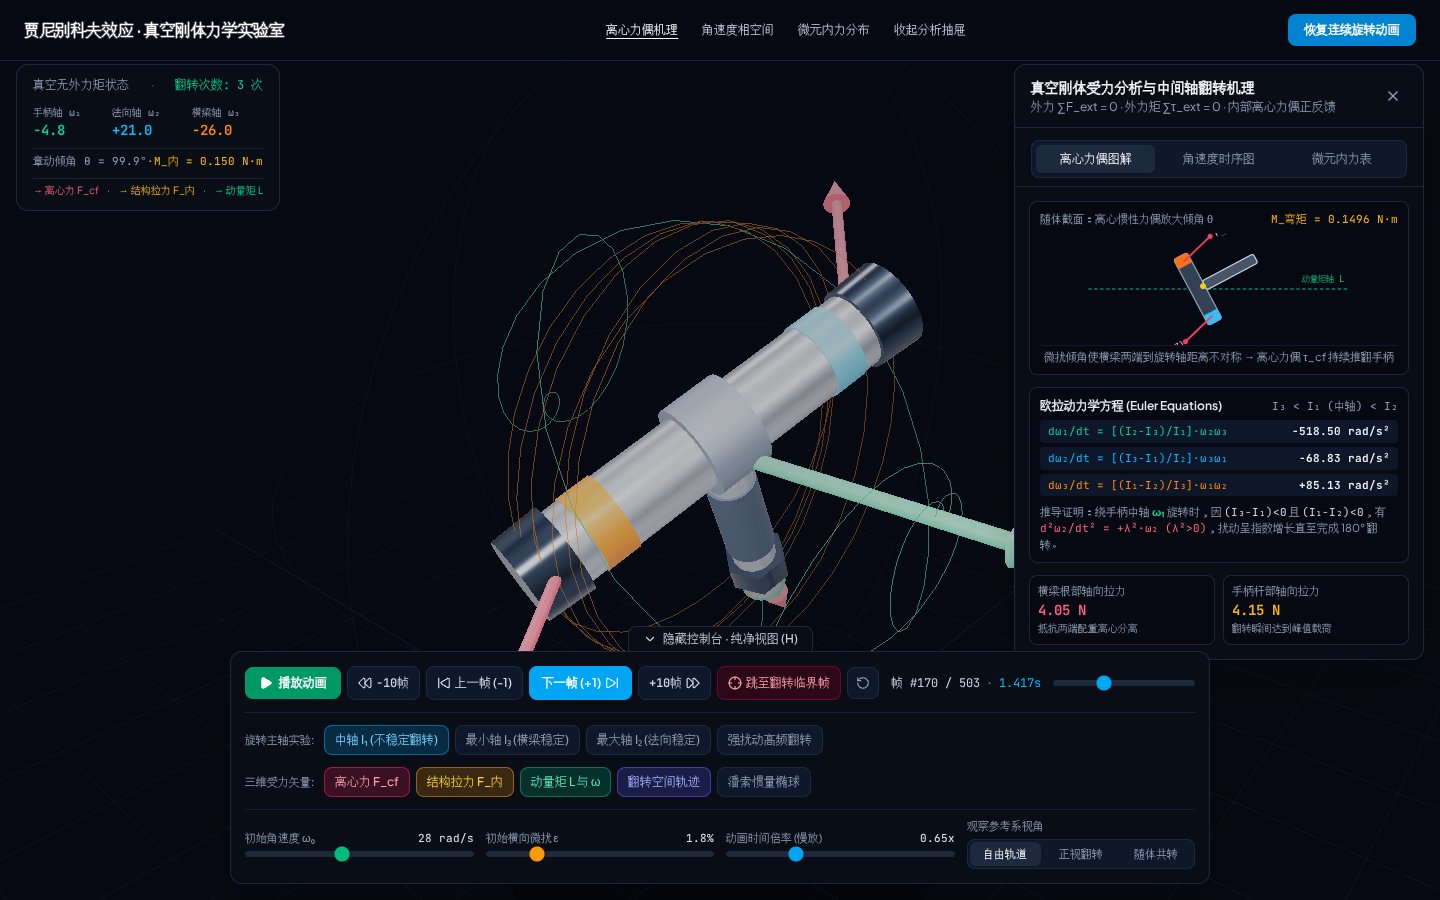 贾尼别科夫效应 · 真空刚体力学实验室
离心力偶机理 角速度相空间 微元内力分布 收起分析抽屉
恢复连续旋转动画
真空无外力矩状态 · 翻转次数: 3 次
手柄轴 ω₁ 法向轴 ω₂ 横梁轴 ω₃
-4.8 +21.0 -26.0
章动倾角 θ = 99.9°·M_内 = 0.150 N·m
→ 离心力 F_cf · → 结构拉力 F_内 · → 动量矩 L
真空刚体受力分析与中间轴翻转机理
外力 ∑F_ext = 0 · 外力矩 ∑τ_ext = 0 · 内部离心力偶正反馈
离心力偶图解 角速度时序图 微元内力表
随体截面：离心惯性力偶放大倾角 θ M_弯矩 = 0.1496 N·m
动量矩轴 L
微扰倾角使横梁两端到旋转轴距离不对称 → 离心力偶 τ_cf 持续推翻手柄
欧拉动力学方程 (Euler Equations) I₃ < I₁ (中轴) < I₂
dω₁/dt = [(I₂-I₃)/I₁]·ω₂ω₃ -518.50 rad/s²
dω₂/dt = [(I₃-I₁)/I₂]·ω₃ω₁ -68.83 rad/s²
dω₃/dt = [(I₁-I₂)/I₃]·ω₁ω₂ +85.13 rad/s²
推导证明：绕手柄中轴 ω₁ 旋转时，因 (I₃-I₁)<0 且 (I₁-I₂)<0，有
d²ω₂/dt² = +λ²·ω₂ (λ²>0)，扰动呈指数增长直至完成 180° 翻
转。
横梁根部轴向拉力 手柄杆部轴向拉力
4.05 N 4.15 N
抵抗两端配重离心分离 翻转瞬间达到峰值载荷
隐藏控制台 · 纯净视图 (H)
播放动画 -10帧 上一帧 (-1) 下一帧 (+1) +10帧 跳至翻转临界帧 帧 #170 / 503 · 1.417s
旋转主轴实验: 中轴 I₁ (不稳定翻转) 最小轴 I₃ (横梁稳定) 最大轴 I₂ (法向稳定) 强扰动高频翻转
三维受力矢量: 离心力 F_cf 结构拉力 F_内 动量矩 L 与 ω 翻转空间轨迹 潘索惯量椭球
初始角速度 ω₀ 28 rad/s 初始横向微扰 ε 1.8% 动画时间倍率 (慢放) 0.65x 观察参考系视角
自由轨道 正视翻转 随体共转